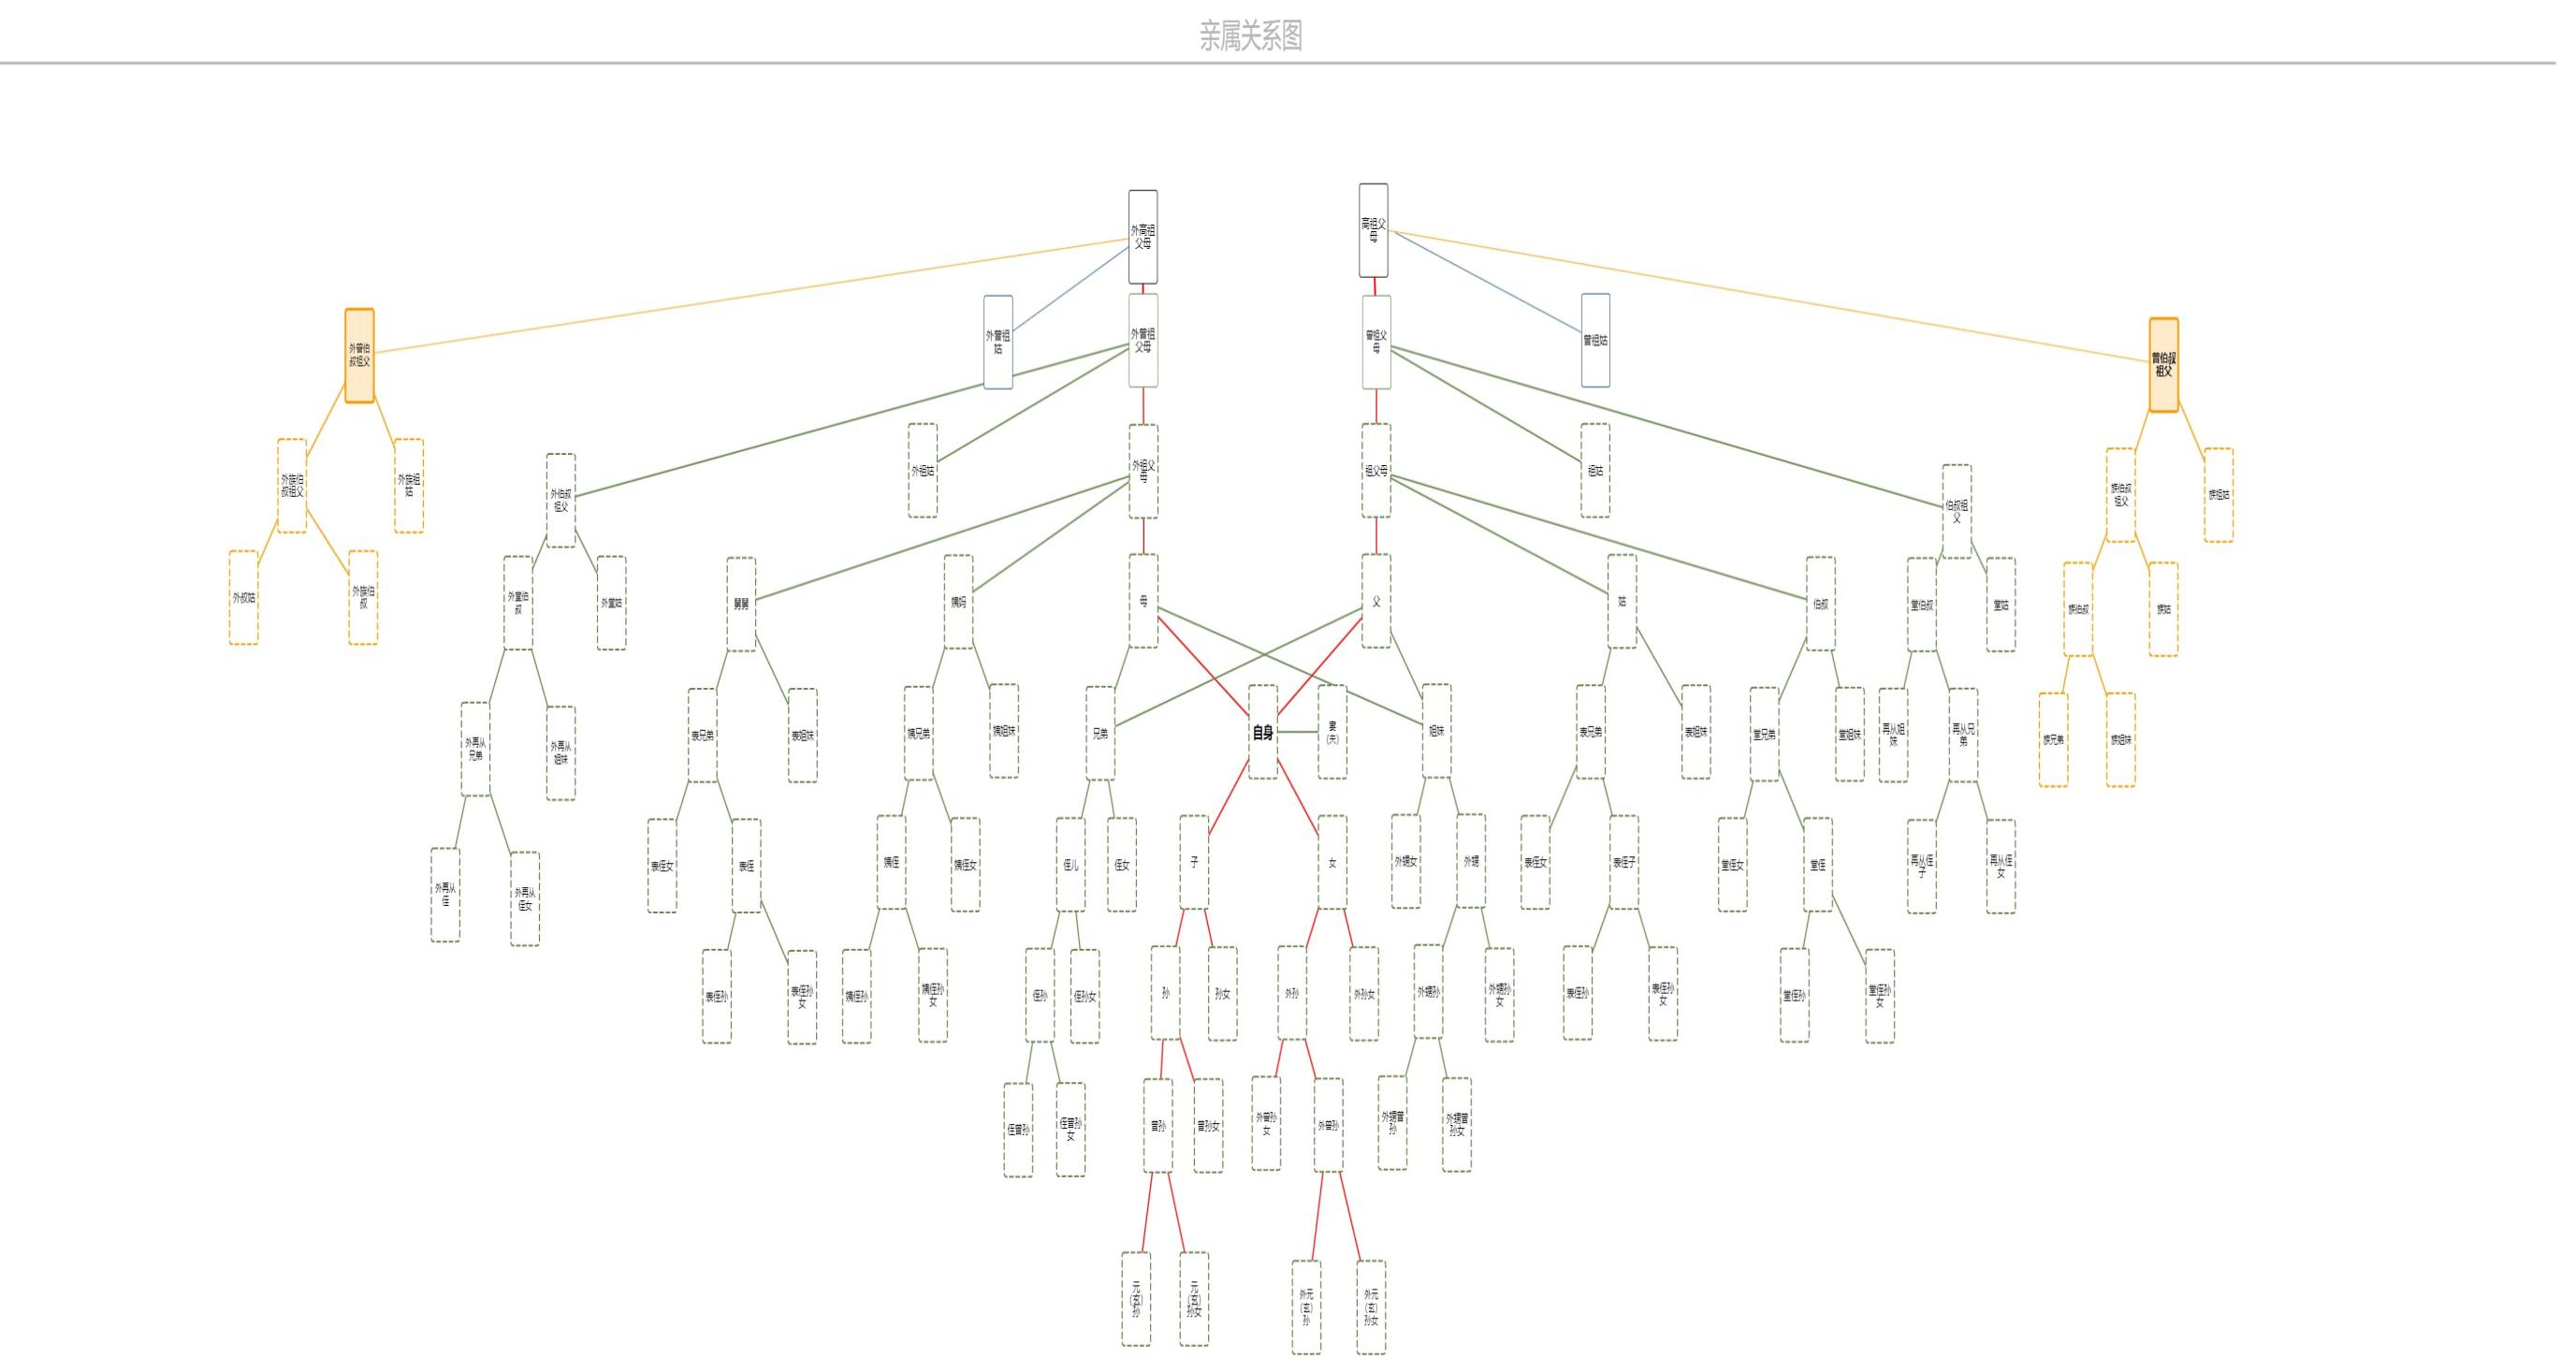 亲属关系图
高祖父
母
外高祖
父母
外曾祖
父母
曾祖父
母
外曾祖
姑
曾祖姑
外曾伯
叔祖父
曾伯叔
祖父
外祖父
母
祖父母
外祖姑
祖姑
外族伯
叔祖父
外族祖
姑
外伯叔
祖父
伯叔祖
父
族伯叔
祖父
族祖姑
外叔姑
外族伯
叔
外堂伯
叔
外堂姑
舅舅
姨妈
母
父
姑
伯叔
堂伯叔
堂姑
族伯叔
族姑
外再从
兄弟
外再从
姐妹
表兄弟
表姐妹
姨兄弟
姨姐妹
兄弟
自身
妻
(夫)
姐妹
表兄弟
表姐妹
堂兄弟
堂姐妹
再从姐
妹
再从兄
弟
族兄弟
族姐妹
外再从
侄
外再从
侄女
表侄女
表侄
姨侄
姨侄女
侄儿
侄女
子
女
外甥女
外甥
表侄女
表侄子
堂侄女
堂侄
再从侄
子
再从侄
女
表侄孙
表侄孙
女
姨侄孙
姨侄孙
女
侄孙
侄孙女
孙
孙女
外孙
外孙女
外甥孙
外甥孙
女
表侄孙
表侄孙
女
堂侄孙
堂侄孙
女
侄曾孙
侄曾孙
女
曾孙
曾孙女
外曾孙
女
外曾孙
外甥曾
孙
外甥曾
孙女
元
(玄)
孙
元
(玄)
孙女
外元
(玄)
孙
外元
(玄)
孙女